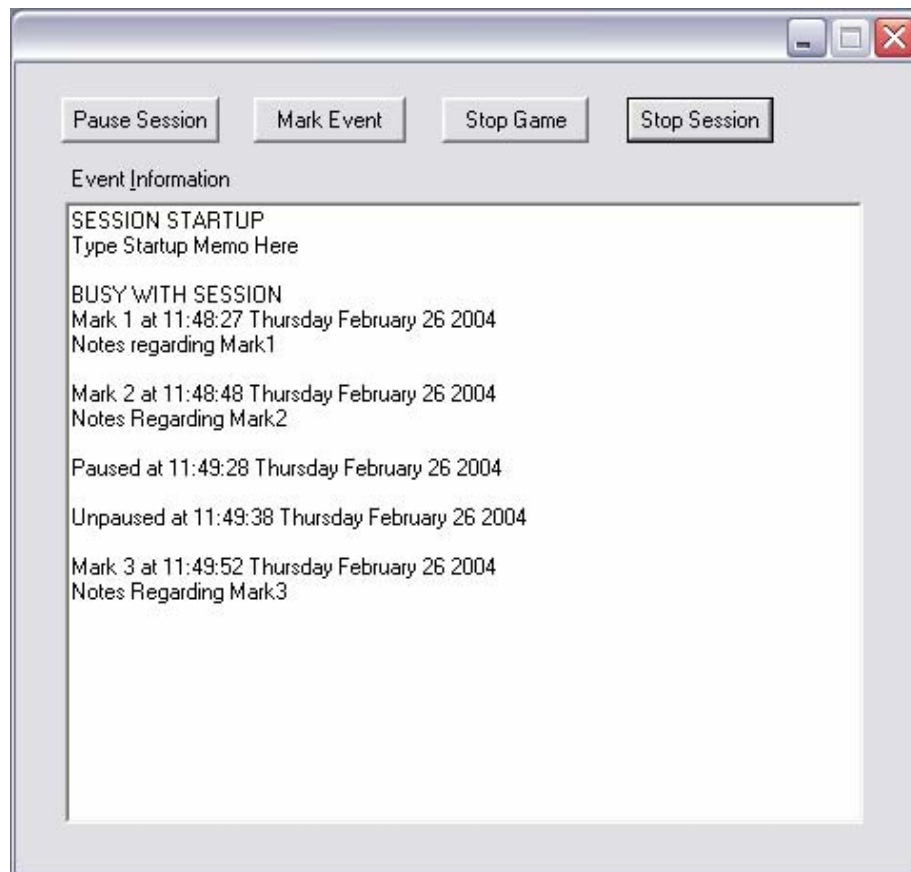 Pause Session Mark Event Stop Game Stop Session
Event Information
SESSION STARTUP
Type Startup Memo Here
BUSY WITH SESSION
Mark 1 at 11:48:27 Thursday February 26 2004
Notes regarding Mark1
Mark 2 at 11:48:48 Thursday February 26 2004
Notes Regarding Mark2
Paused at 11:49:28 Thursday February 26 2004
Unpaused at 11:49:38 Thursday February 26 2004
Mark 3 at 11:49:52 Thursday February 26 2004
Notes Regarding Mark3